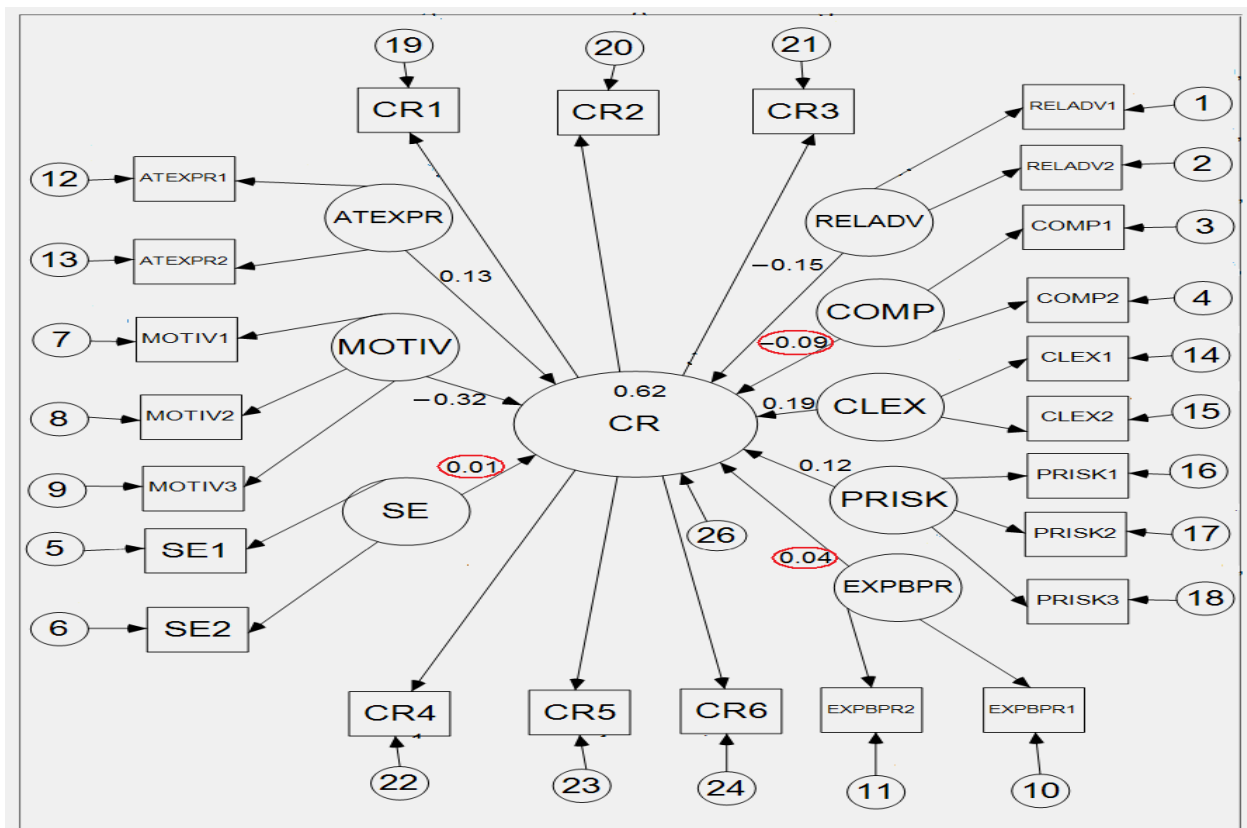 19
20
21
CR1
CR2
CR3
RELADV1
1
12
ATEXPR1
ATEXPR
RELADV
RELADV2
2
COMP1
3
13
ATEXPR2
0.13
−0.15
COMP
COMP2
4
7
MOTIV1
MOTIV
−0.09
CLEX1
14
8
MOTIV2
−0.32
0.62
CR
0.19
CLEX
CLEX2
15
9
MOTIV3
0.01
SE
0.12
PRISK
PRISK1
16
5
SE1
26
PRISK2
17
0.04
EXPBPR
PRISK3
18
6
SE2
CR4
CR5
CR6
EXPBPR2
EXPBPR1
22
23
24
11
10